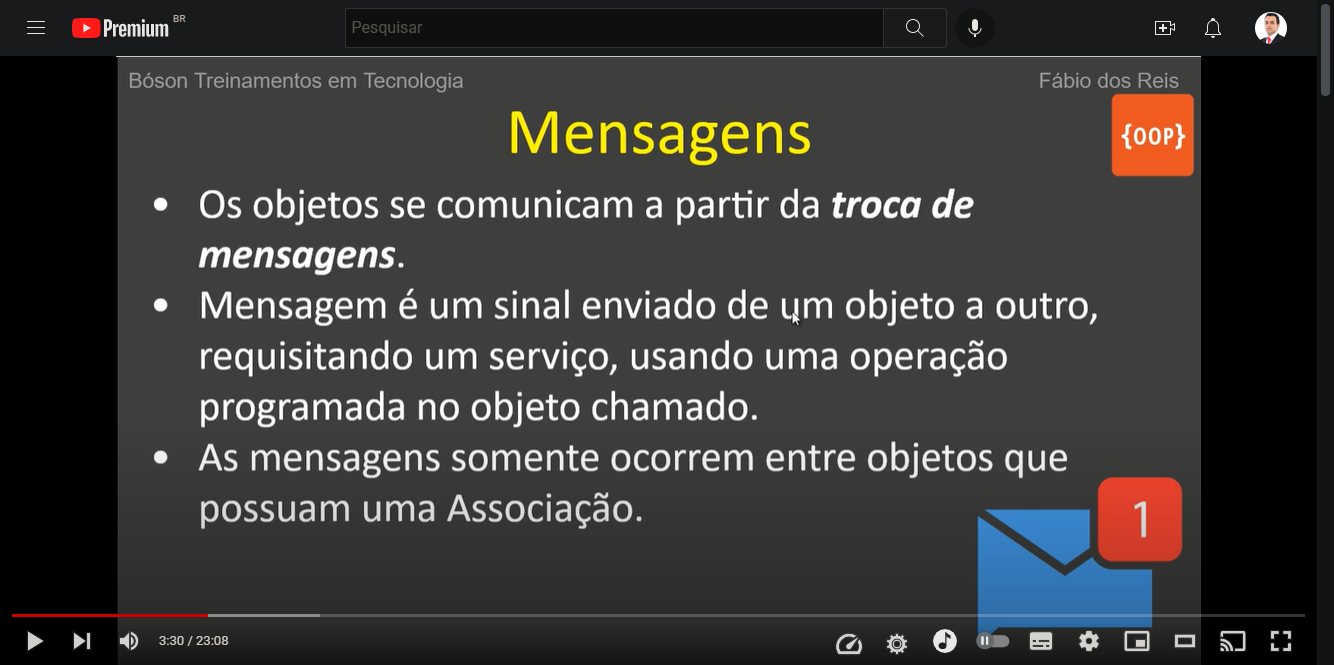 Premium BR
Pesquisar
Bóson Treinamentos em Tecnologia
Fábio dos Reis
Mensagens
{OOP}
• Os objetos se comunicam a partir da troca de
mensagens.
• Mensagem é um sinal enviado de um objeto a outro,
requisitando um serviço, usando uma operação
programada no objeto chamado.
• As mensagens somente ocorrem entre objetos que
possuam uma Associação.
1
3:30 / 23:08